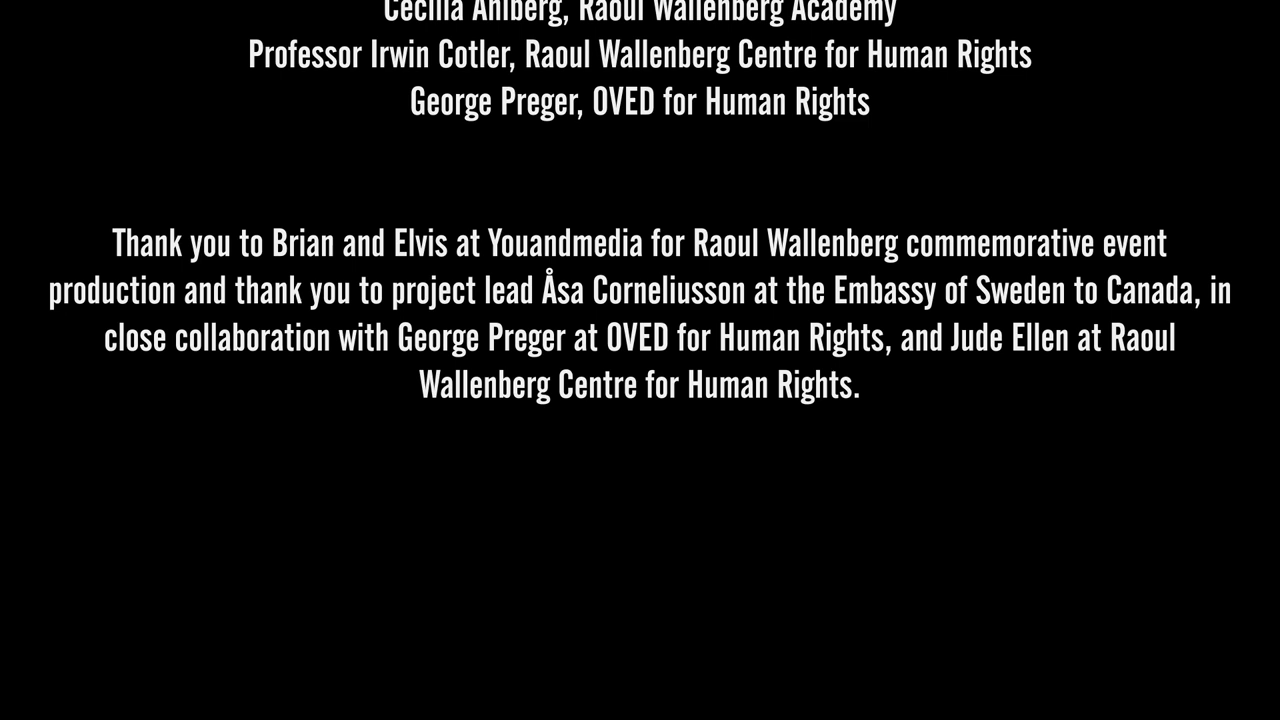 Cecilia Ahlberg, Raoul Wallenberg Academy
Professor Irwin Cotler, Raoul Wallenberg Centre for Human Rights
George Preger, OVED for Human Rights
Thank you to Brian and Elvis at Youandmedia for Raoul Wallenberg commemorative event
production and thank you to project lead Åsa Corneliusson at the Embassy of Sweden to Canada, in
close collaboration with George Preger at OVED for Human Rights, and Jude Ellen at Raoul
Wallenberg Centre for Human Rights.